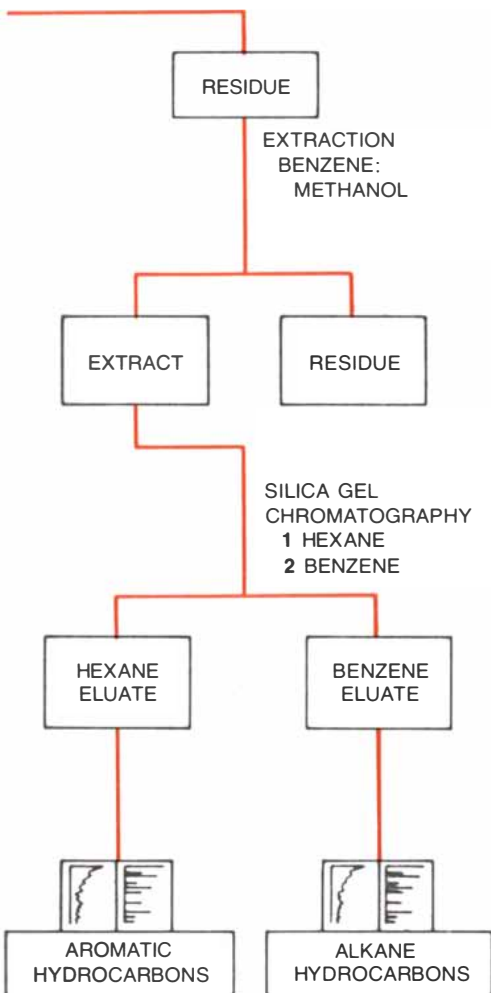 RESIDUE
EXTRACTION
BENZENE:
METHANOL
EXTRACT
RESIDUE
SILICA GEL
CHROMATOGRAPHY
1 HEXANE
2 BENZENE
HEXANE
ELUATE
BENZENE
ELUATE
AROMATIC
HYDROCARBONS
ALKANE
HYDROCARBONS